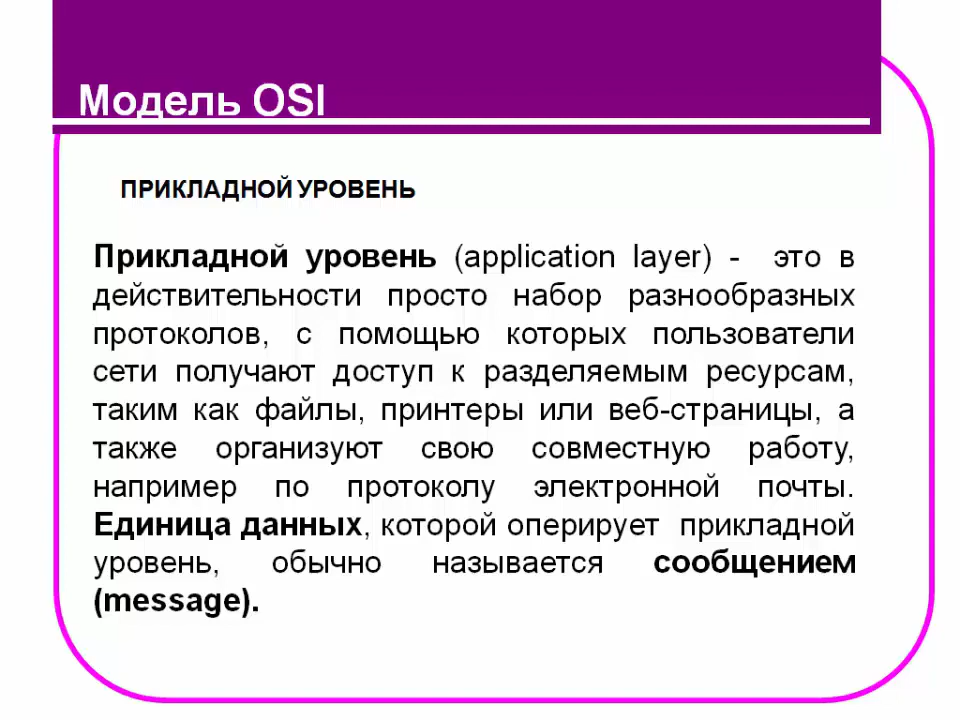 Модель OSI
ПРИКЛАДНОЙ УРОВЕНЬ
Прикладной уровень (application layer) - это в
действительности просто набор разнообразных
протоколов, с помощью которых пользователи
сети получают доступ к разделяемым ресурсам,
таким как файлы, принтеры или веб-страницы, а
также организуют свою совместную работу,
например по протоколу электронной почты.
Единица данных, которой оперирует прикладной
уровень, обычно называется сообщением
(message).